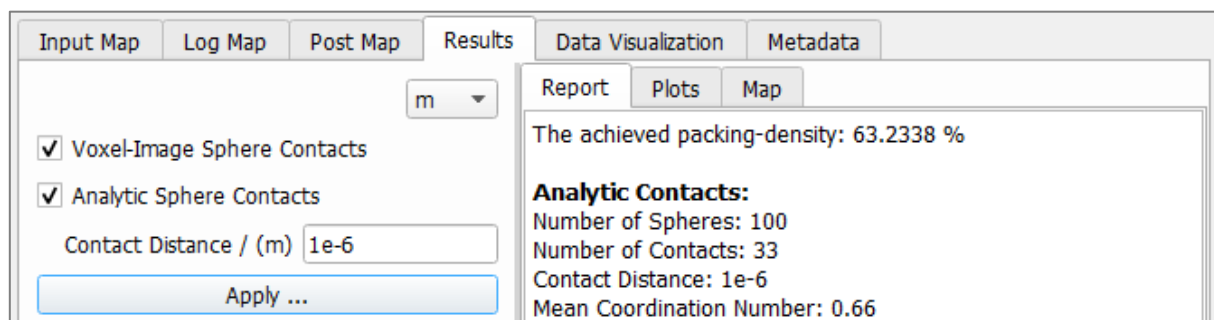 Input Map Log Map Post Map Results Data Visualization Metadata
m
Voxel-Image Sphere Contacts
Analytic Sphere Contacts
Contact Distance / (m) 1e-6
Apply ...
Report Plots Map
The achieved packing-density: 63.2338 %
Analytic Contacts:
Number of Spheres: 100
Number of Contacts: 33
Contact Distance: 1e-6
Mean Coordination Number: 0.66